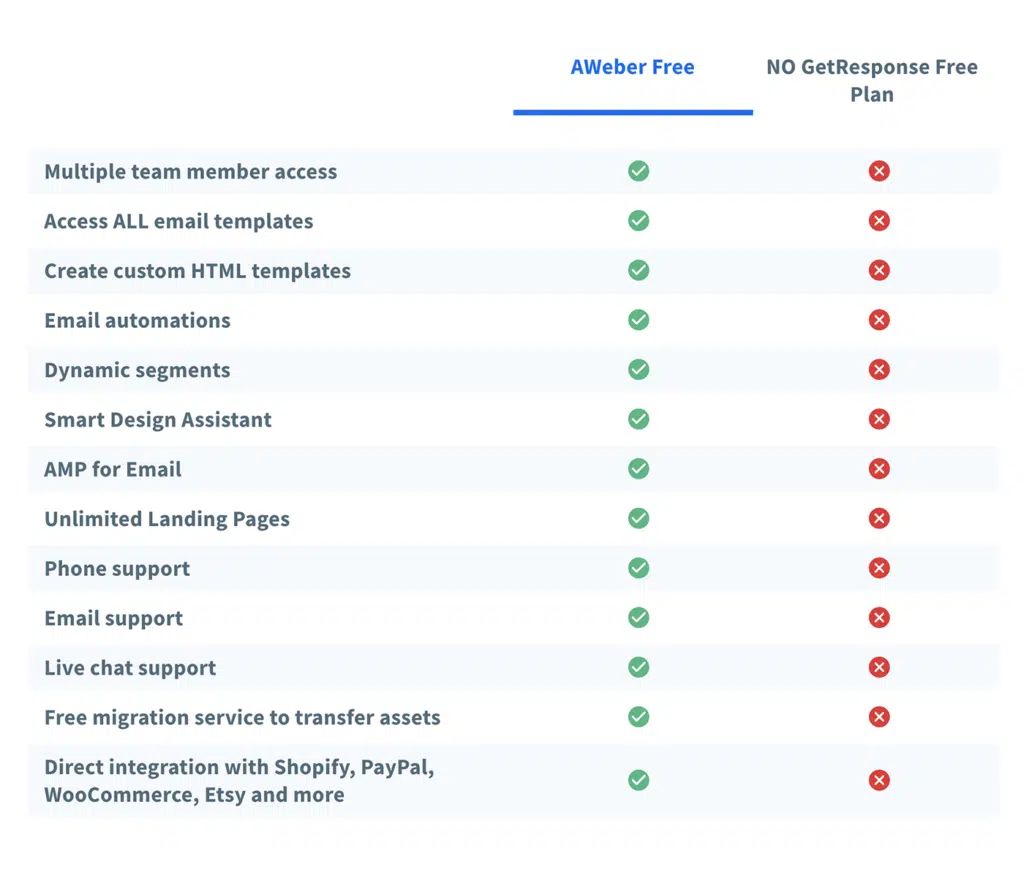 AWeber Free
NO GetResponse Free
Plan
Multiple team member access
Access ALL email templates
Create custom HTML templates
Email automations
Dynamic segments
Smart Design Assistant
AMP for Email
Unlimited Landing Pages
Phone support
Email support
Live chat support
Free migration service to transfer assets
Direct integration with Shopify, PayPal,
WooCommerce, Etsy and more